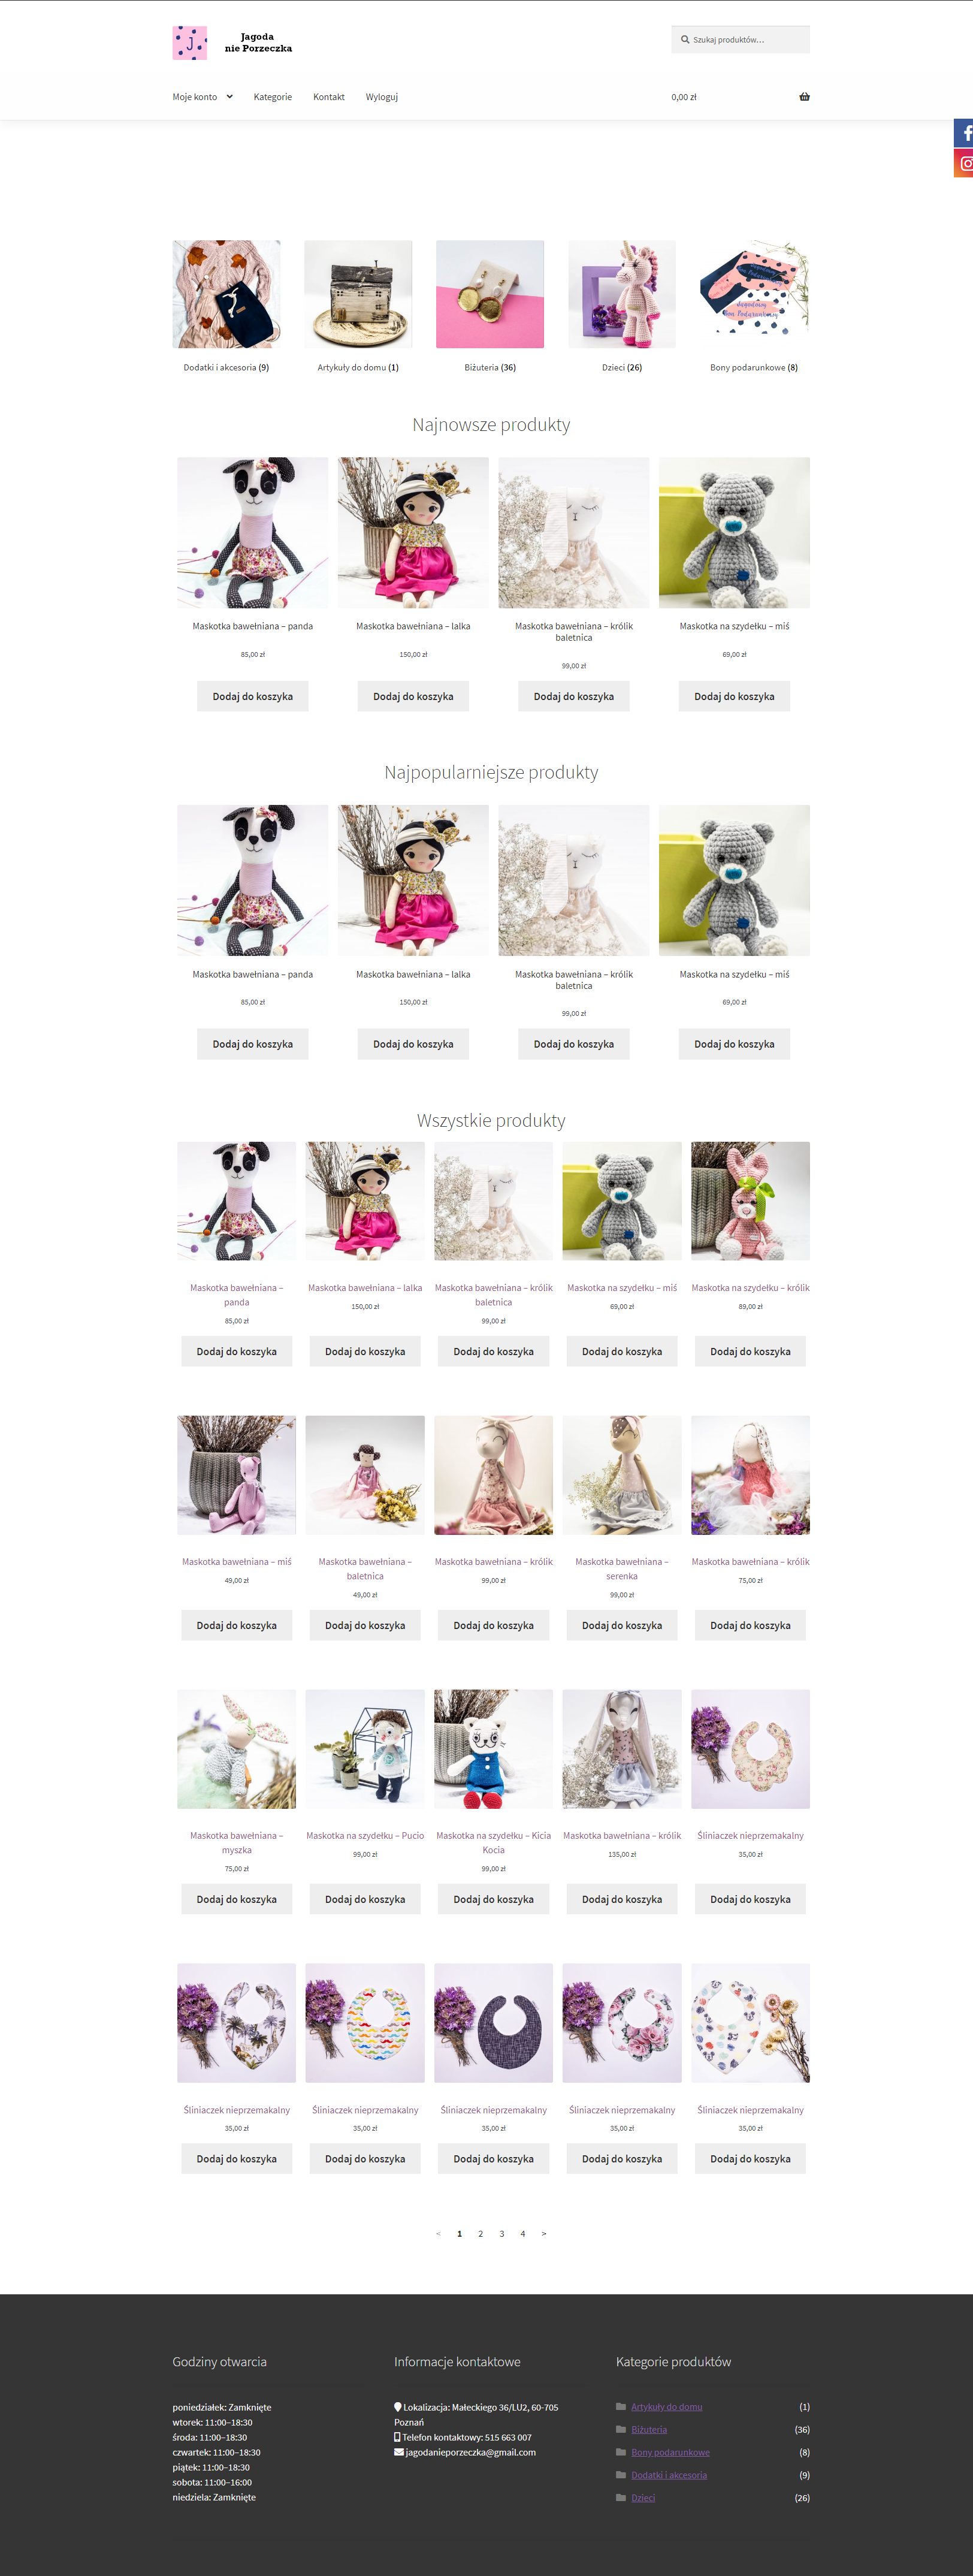 J
Jagoda
nie Porzeczka
Szukaj produktów…
Moje konto
Kategorie
Kontakt
Wyloguj
0,00 zł
Dodatki i akcesoria (9)
Artykuły do domu (1)
Biżuteria (36)
Dzieci (26)
Bony podarunkowe (8)
Najnowsze produkty
Maskotka bawełniana – panda
85,00 zł
Dodaj do koszyka
Maskotka bawełniana – lalka
150,00 zł
Dodaj do koszyka
Maskotka bawełniana – królik
baletnica
99,00 zł
Dodaj do koszyka
Maskotka na szydełku – miś
69,00 zł
Dodaj do koszyka
Najpopularniejsze produkty
Maskotka bawełniana – panda
85,00 zł
Dodaj do koszyka
Maskotka bawełniana – lalka
150,00 zł
Dodaj do koszyka
Maskotka bawełniana – królik
baletnica
99,00 zł
Dodaj do koszyka
Maskotka na szydełku – miś
69,00 zł
Dodaj do koszyka
Wszystkie produkty
Maskotka bawełniana –
panda
85,00 zł
Dodaj do koszyka
Maskotka bawełniana – lalka
150,00 zł
Dodaj do koszyka
Maskotka bawełniana – królik
baletnica
99,00 zł
Dodaj do koszyka
Maskotka na szydełku – miś
69,00 zł
Dodaj do koszyka
Maskotka na szydełku – królik
89,00 zł
Dodaj do koszyka
Maskotka bawełniana – miś
49,00 zł
Dodaj do koszyka
Maskotka bawełniana –
baletnica
49,00 zł
Dodaj do koszyka
Maskotka bawełniana – królik
99,00 zł
Dodaj do koszyka
Maskotka bawełniana –
serenka
99,00 zł
Dodaj do koszyka
Maskotka bawełniana – królik
75,00 zł
Dodaj do koszyka
Maskotka bawełniana –
myszka
75,00 zł
Dodaj do koszyka
Maskotka na szydełku – Pucio
99,00 zł
Dodaj do koszyka
Maskotka na szydełku – Kicia
Kocia
99,00 zł
Dodaj do koszyka
Maskotka bawełniana – królik
135,00 zł
Dodaj do koszyka
Śliniaczek nieprzemakalny
35,00 zł
Dodaj do koszyka
Śliniaczek nieprzemakalny
35,00 zł
Dodaj do koszyka
Śliniaczek nieprzemakalny
35,00 zł
Dodaj do koszyka
Śliniaczek nieprzemakalny
35,00 zł
Dodaj do koszyka
Śliniaczek nieprzemakalny
35,00 zł
Dodaj do koszyka
Śliniaczek nieprzemakalny
35,00 zł
Dodaj do koszyka
< 1 2 3 4 >
Godziny otwarcia
poniedziałek: Zamknięte
wtorek: 11:00–18:30
środa: 11:00–18:30
czwartek: 11:00–18:30
piątek: 11:00–18:30
sobota: 11:00–16:00
niedziela: Zamknięte
Informacje kontaktowe
Lokalizacja: Małeckiego 36/LU2, 60-705
Poznań
Telefon kontaktowy: 515 663 007
jagodanieporzeczka@gmail.com
Kategorie produktów
Artykuły do domu (1)
Biżuteria (36)
Bony podarunkowe (8)
Dodatki i akcesoria (9)
Dzieci (26)